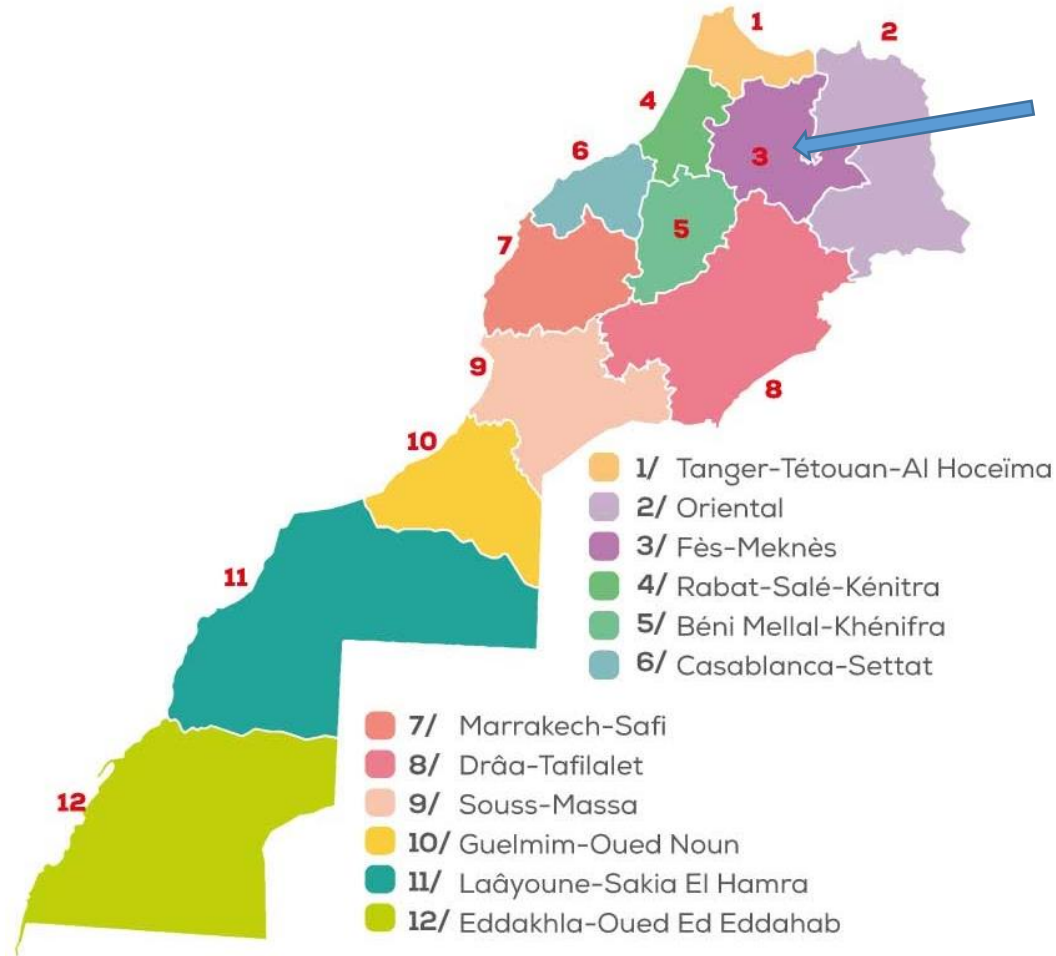 1
2
4
3
6
5
7
9
8
10
1/ Tanger-Tétouan-Al Hoceïma
2/ Oriental
3/ Fès-Meknès
4/ Rabat-Salé-Kénitra
11
5/ Béni Mellal-Khénifra
6/ Casablanca-Settat
7/ Marrakech-Safi
8/ Drâa-Tafilalet
12
9/ Souss-Massa
10/ Guelmim-Oued Noun
11/ Laâyoune-Sakia El Hamra
12/ Eddakhla-Oued Ed Eddahab